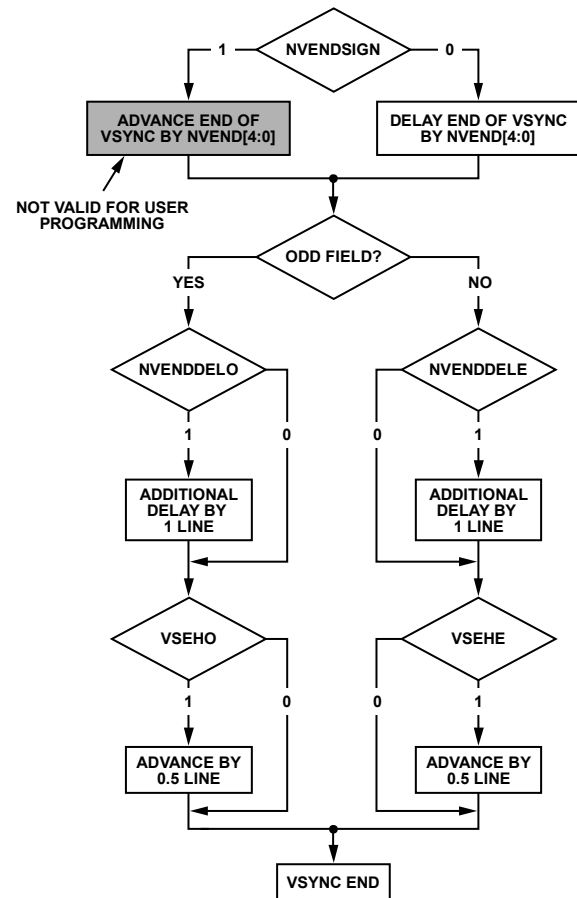 1
NVENDSIGN
0
ADVANCE END OF
VSYNC BY NVEND[4:0]
DELAY END OF VSYNC
BY NVEND[4:0]
NOT VALID FOR USER
PROGRAMMING
ODD FIELD?
YES
NO
NVENDDELO
NVENDDELE
1
0
0
1
ADDITIONAL
DELAY BY
1 LINE
ADDITIONAL
DELAY BY
1 LINE
VSEHO
VSEHE
1
0
0
1
ADVANCE BY
0.5 LINE
ADVANCE BY
0.5 LINE
VSYNC END